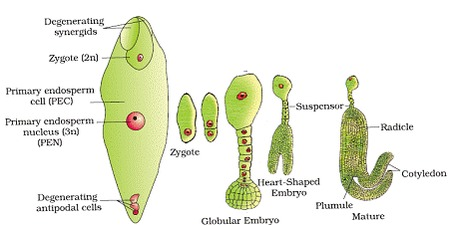 Degenerating
synergids
Zygote (2n)
Primary endosperm
cell (PEC)
Primary endosperm
nucleus (3n)
(PEN)
Degenerating
antipodal cells
Zygote
Globular Embryo
Suspensor
Heart-Shaped
Embryo
Radicle
Cotyledon
Plumule
Mature